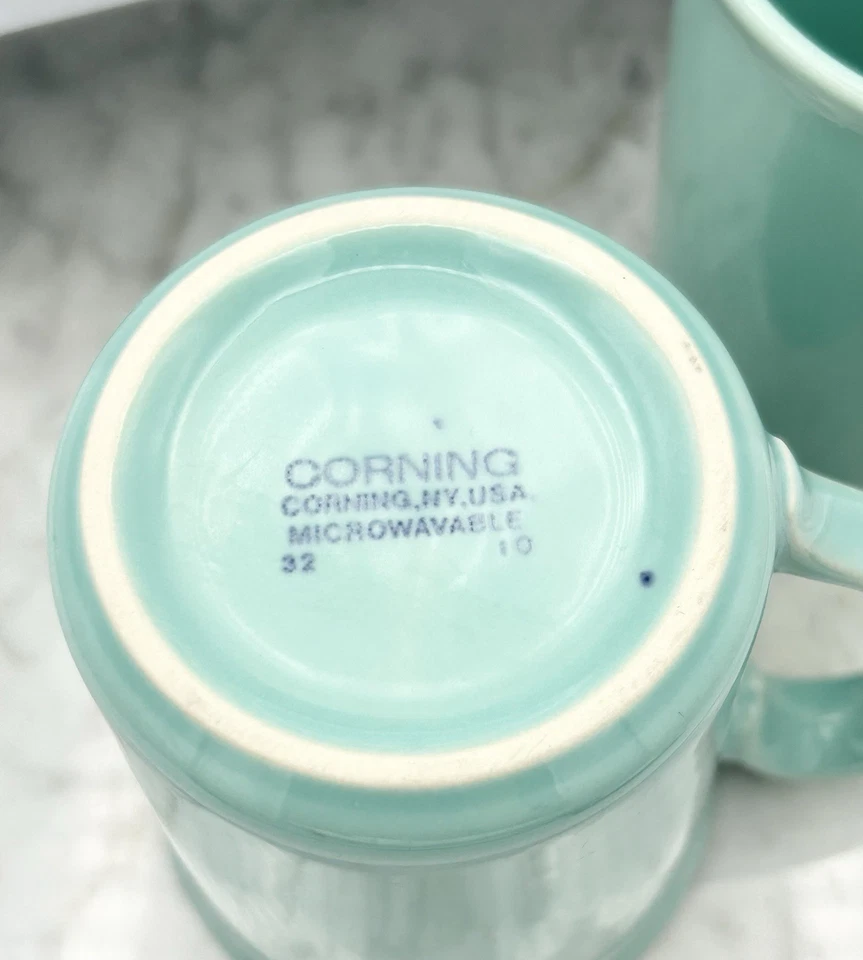 CORNING
CORNING,NY,USA.
MICROWAVABLE
32 10